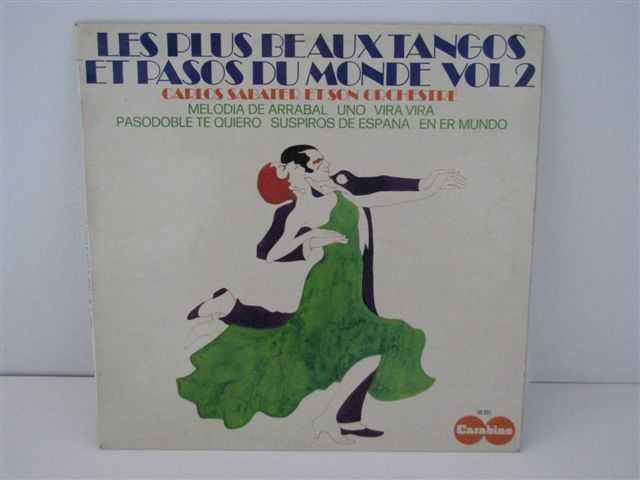 LES PLUS BEAUX TANGOS
ET PASOS DU MONDE VOL 2
CARLOS SABATER ET SON ORCHESTRE
MELODIA DE ARRABAL UNO VIRA VIRA
PASODOBLE TE QUIERO SUSPIROS DE ESPANA EN ER MUNDO
Carabine